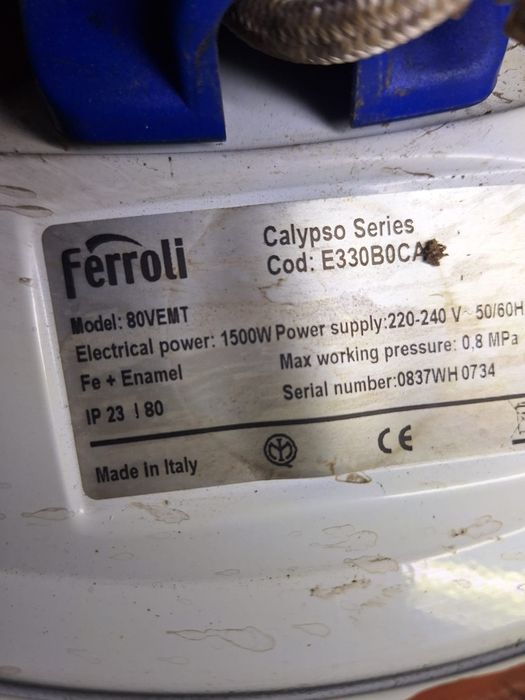 Ferroli
Calypso Series
Cod: E330B0CA
Model: 80VEMT
Electrical power: 1500W Power supply:220-240 V~ 50/60H
Fe + Enamel
Max working pressure: 0,8 MPa
IP 23 I 80
Serial number:0837WH 0734
Made In Italy
CE